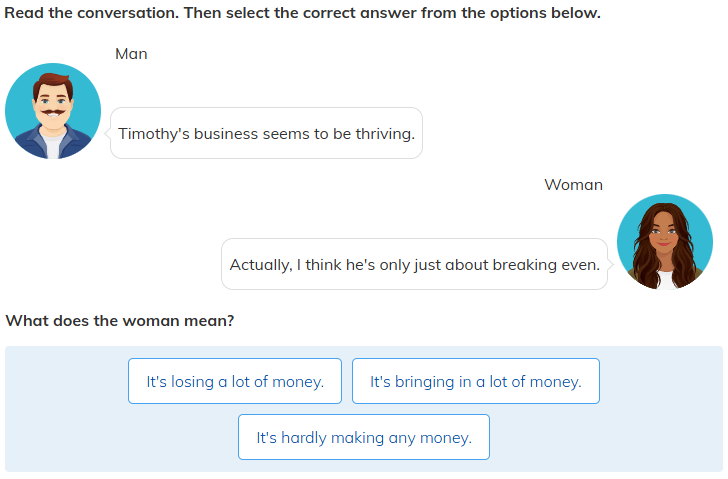 Read the conversation. Then select the correct answer from the options below.
Man
Timothy's business seems to be thriving.
Woman
Actually, I think he's only just about breaking even.
What does the woman mean?
It's losing a lot of money.
It's bringing in a lot of money.
It's hardly making any money.